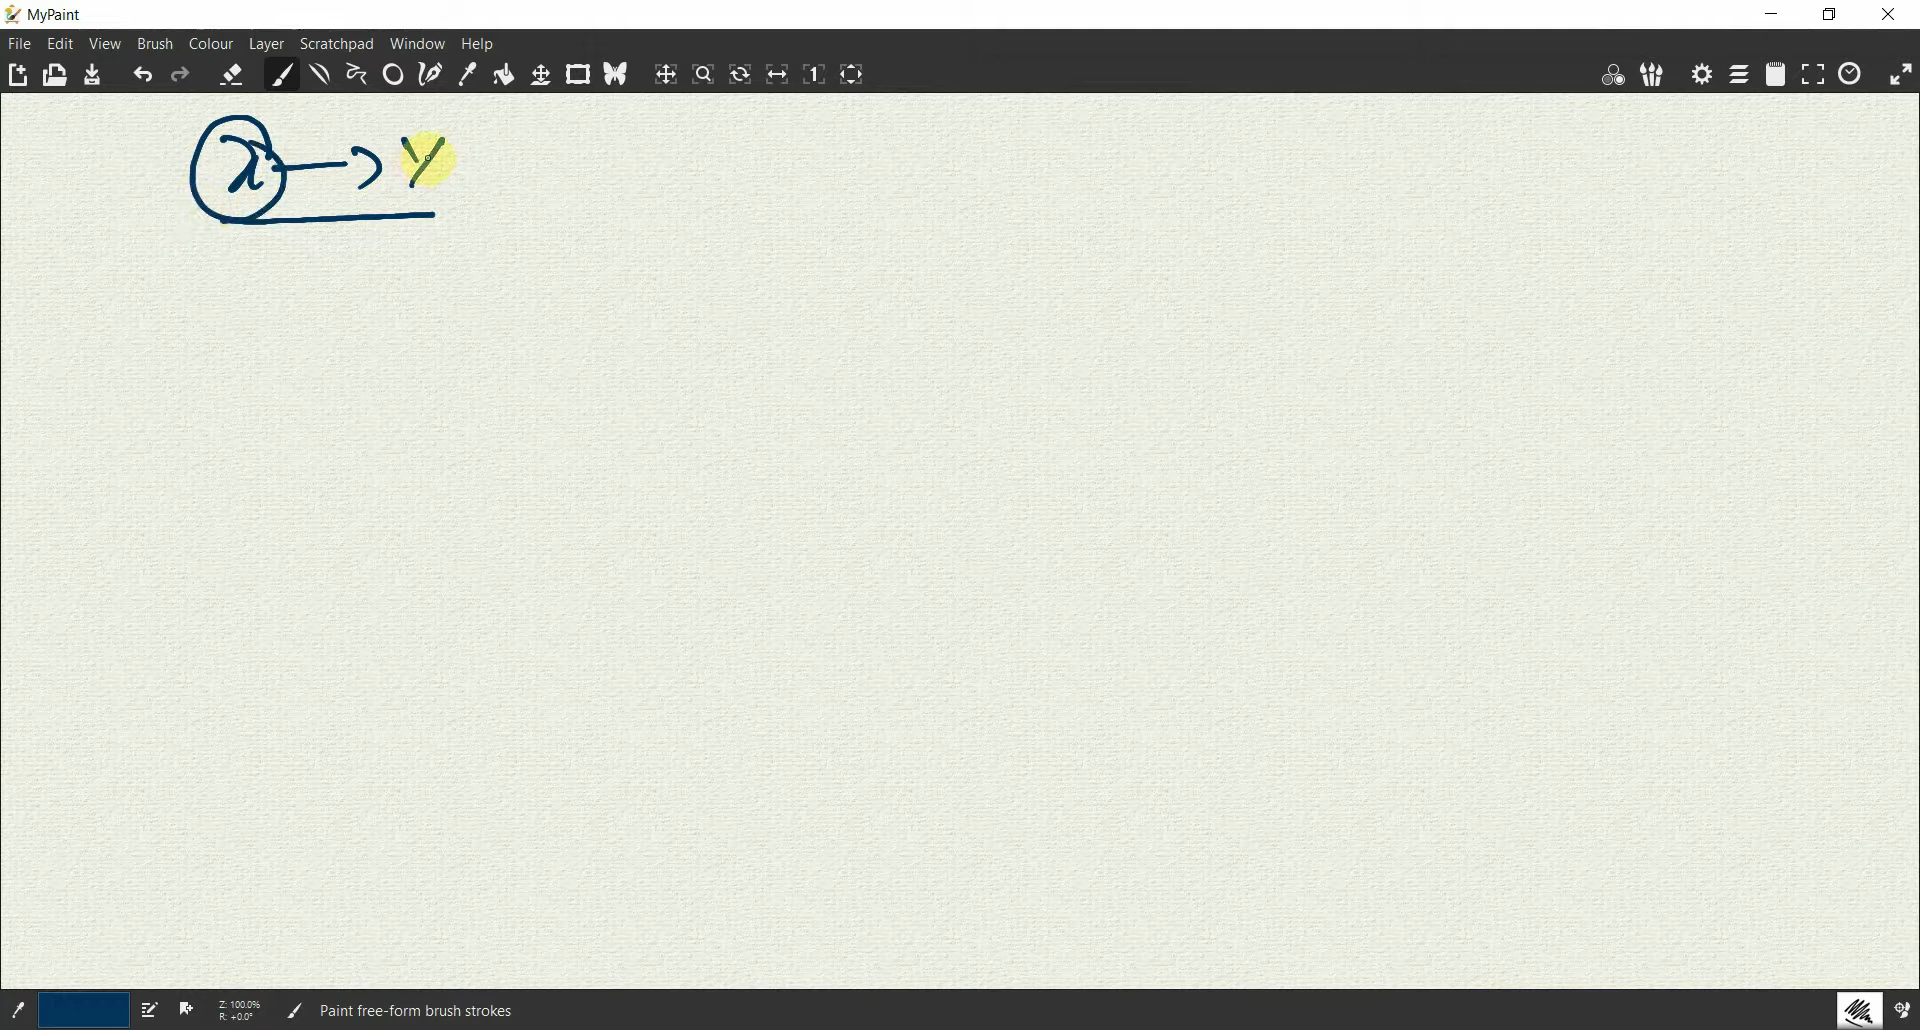 MyPaint
File Edit View Brush Colour Layer Scratchpad Window Help
x → y
Z: 100.0%
R: +0.0°
Paint free-form brush strokes